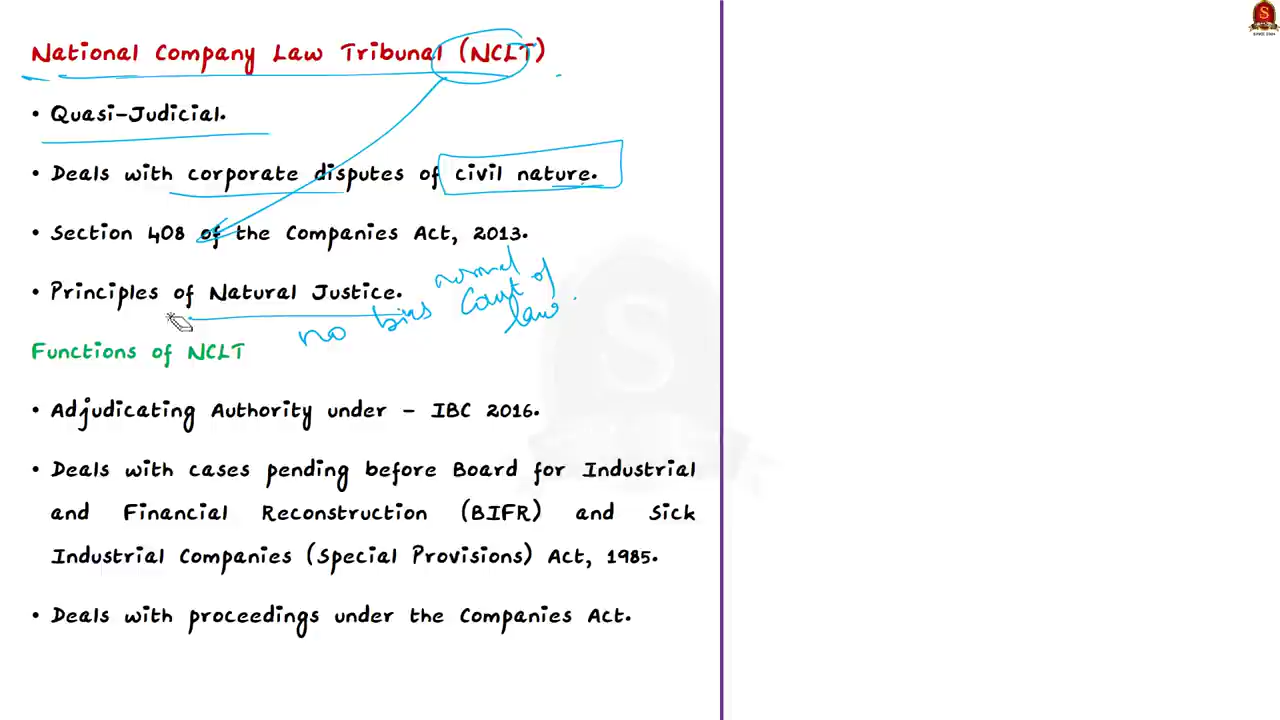 National Company Law Tribunal (NCLT)
• Quasi-Judicial.
• Deals with corporate disputes of civil nature.
• Section 408 of the Companies Act, 2013.
normal
• Principles of Natural Justice.
Court of
no bias
law
Functions of NCLT
• Adjudicating Authority under – IBC 2016.
• Deals with cases pending before Board for Industrial
and Financial Reconstruction (BIFR) and Sick
Industrial Companies (Special Provisions) Act, 1985.
• Deals with proceedings under the Companies Act.
S